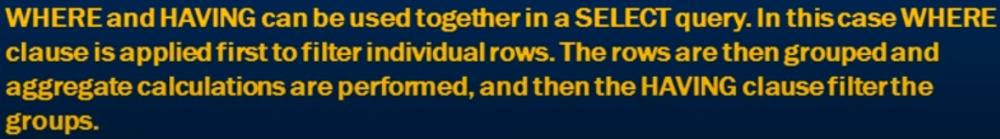 WHERE and HAVING can be used together in a SELECT query. In this case WHERE
clause is applied first to filter individual rows. The rows are then grouped and
aggregate calculations are performed, and then the HAVING clause filter the
groups.